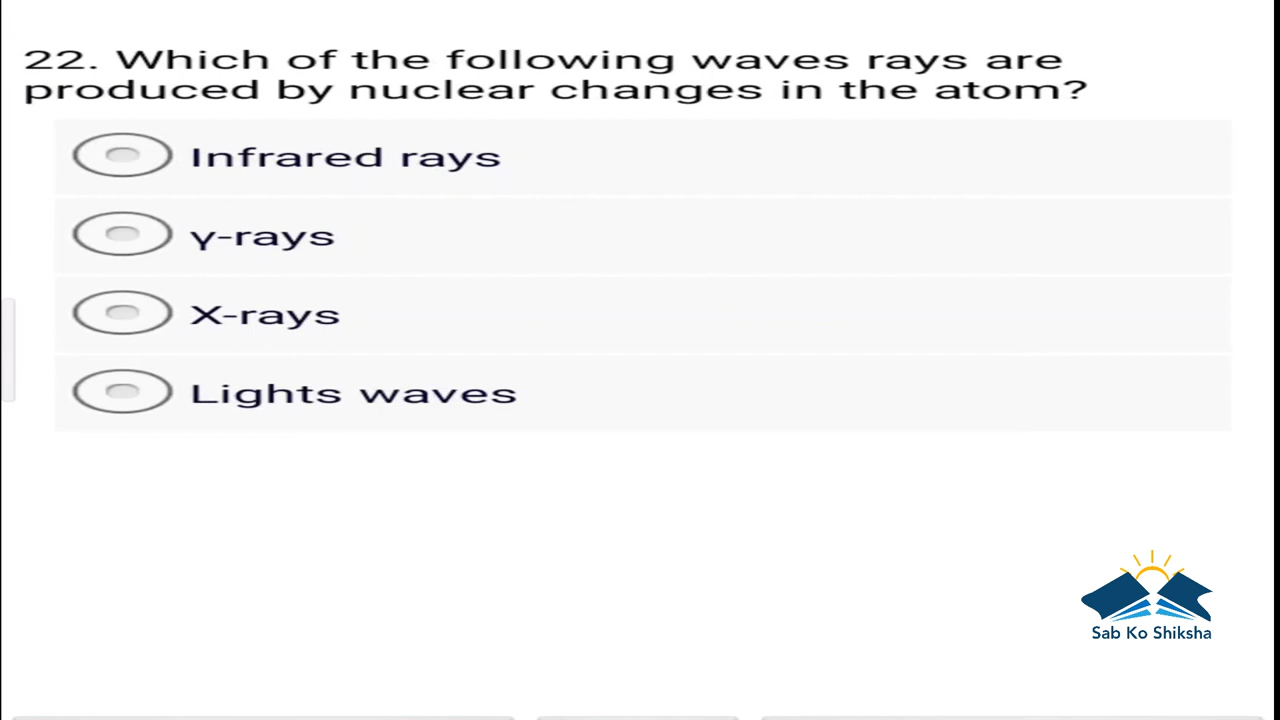 22. Which of the following waves rays are
produced by nuclear changes in the atom?
Infrared rays
γ-rays
X-rays
Lights waves
Sab Ko Shiksha